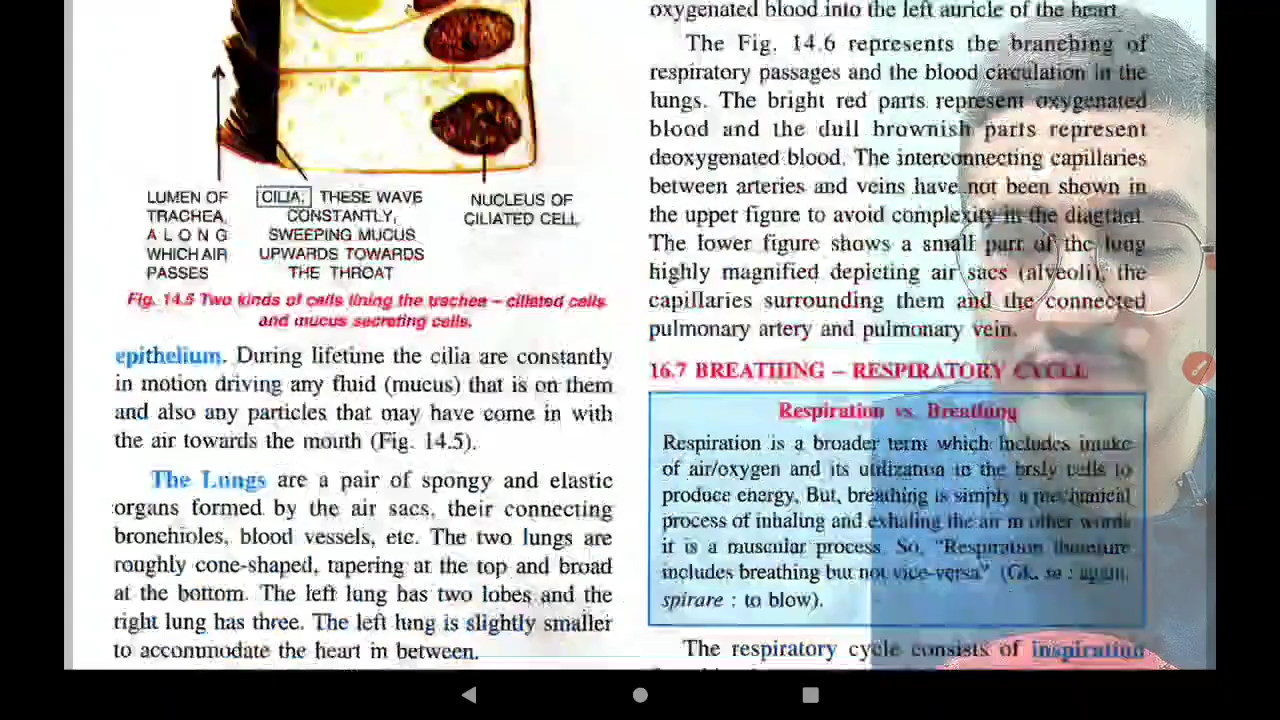 LUMEN OF
TRACHEA,
ALONG
WHICH AIR
PASSES
CILIA: THESE WAVE
CONSTANTLY,
SWEEPING MUCUS
UPWARDS TOWARDS
THE THROAT
NUCLEUS OF
CILIATED CELL
Fig. 14.5 Two kinds of cells lining the trachea – ciliated cells
and mucus secreting cells.
epithelium. During lifetime the cilia are constantly
in motion driving any fluid (mucus) that is on them
and also any particles that may have come in with
the air towards the mouth (Fig. 14.5).
The Lungs are a pair of spongy and elastic
organs formed by the air sacs, their connecting
bronchioles, blood vessels, etc. The two lungs are
roughly cone-shaped, tapering at the top and broad
at the bottom. The left lung has two lobes and the
right lung has three. The left lung is slightly smaller
to accommodate the heart in between.
oxygenated blood into the left auricle of the heart
The Fig. 14.6 represents the branching of
respiratory passages and the blood circulation in the
lungs. The bright red parts represent oxygenated
blood and the dull brownish parts represent
deoxygenated blood. The interconnecting capillaries
between arteries and veins have not been shown in
the upper figure to avoid complexity in the
The lower figure shows a small part of the lung
highly magnified depicting air sacs (alveoli), the
capillaries surrounding them and the connected
pulmonary artery and pulmonary vein.
16.7 BREATHING – RESPIRATORY CYCLE
Respiration vs. Breathing
Respiration is a broader term which includes intake
of air/oxygen and its utilization in the cells to
produce energy. But, breathing is simply a mechanical
process of inhaling and exhaling the air in other words
it is a muscular process. So, "Respiration therefore
includes breathing but not vice-versa" : again,
spirare : to blow).
The respiratory cycle consists of inspiration